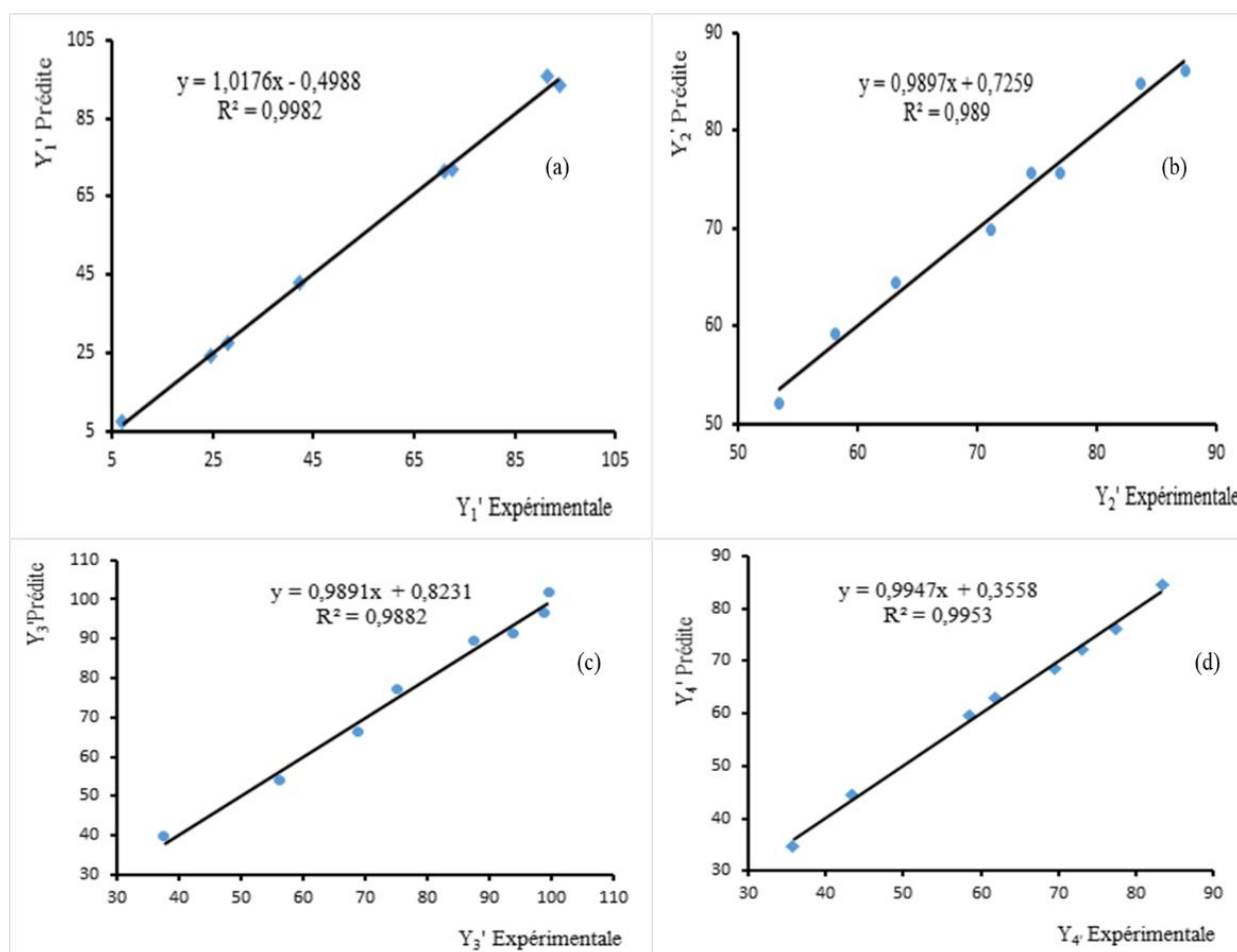 105
85
65
45
25
5
Y₁' Prédite
y = 1,0176x - 0,4988
R² = 0,9982
(a)
5 25 45 65 85 105
Y₁' Expérimentale
90
80
70
60
50
Y₂' Prédite
y = 0,9897x + 0,7259
R² = 0,989
(b)
50 60 70 80 90
Y₂' Expérimentale
110
100
90
80
70
60
50
40
30
Y₃'Prédite
y = 0,9891x + 0,8231
R² = 0,9882
(c)
30 40 50 60 70 80 90 100 110
Y₃' Expérimentale
90
80
70
60
50
40
30
Y₄' Prédite
y = 0,9947x + 0,3558
R² = 0,9953
(d)
30 40 50 60 70 80 90
Y₄' Expérimentale